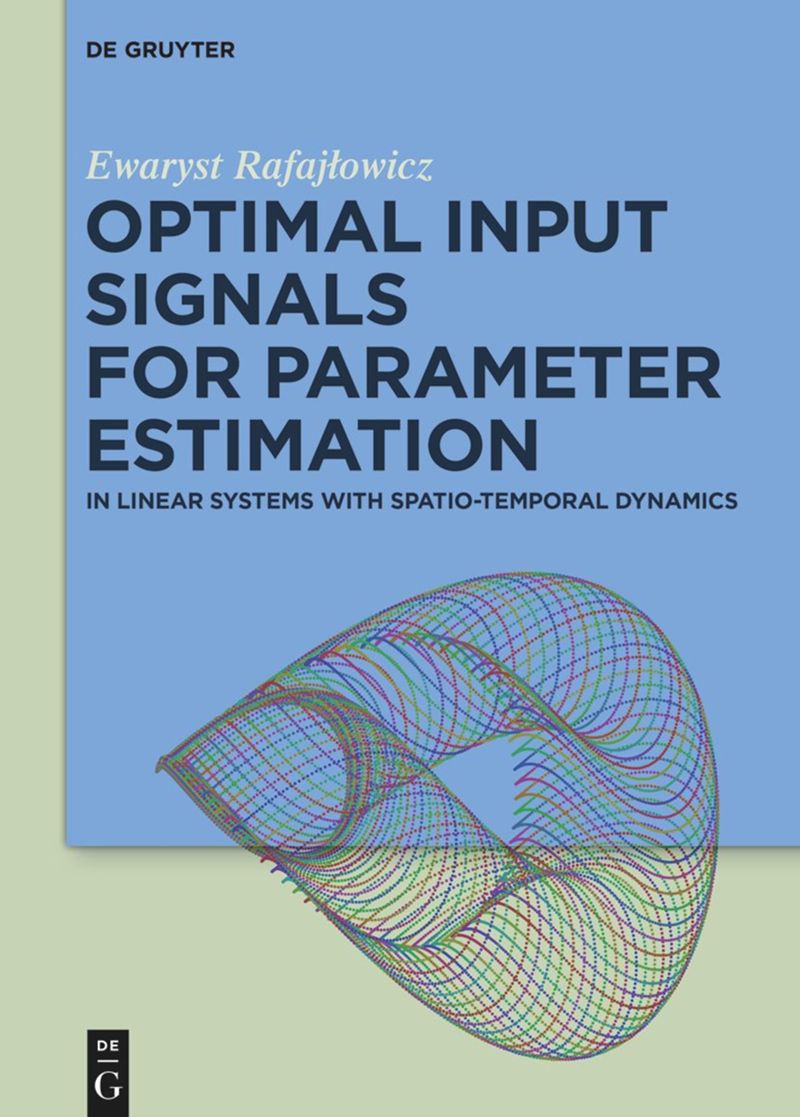 DE GRUYTER
Ewaryst Rafajłowicz
OPTIMAL INPUT
SIGNALS
FOR PARAMETER
ESTIMATION
IN LINEAR SYSTEMS WITH SPATIO-TEMPORAL DYNAMICS
DE
G